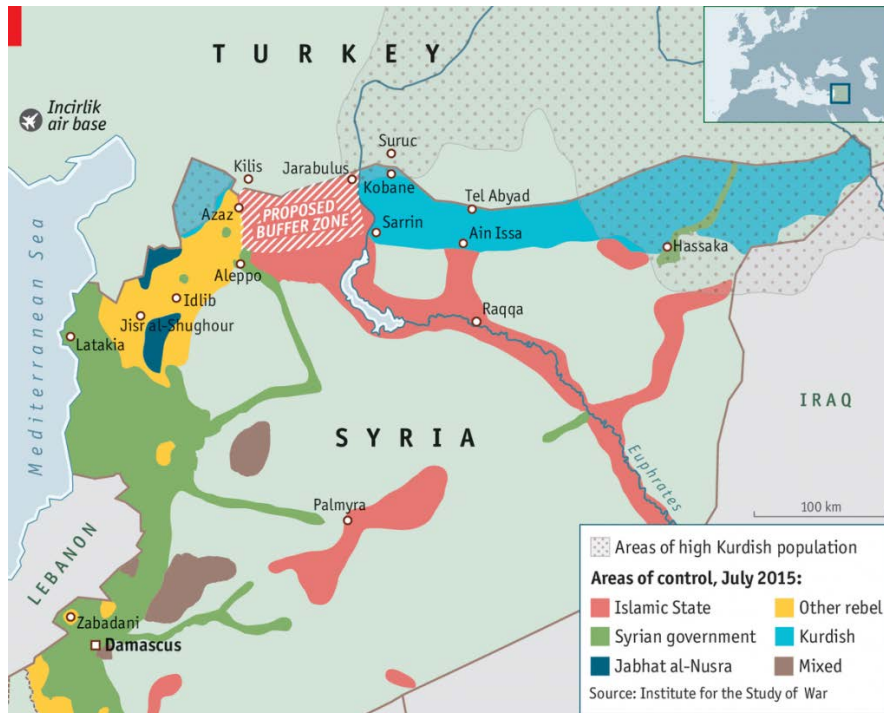 TURKEY
Incirlik
air base
Suruc
Kilis
Jarabulus
Kobane
Tel Abyad
Azaz
PROPOSED
BUFFER ZONE
Sarrin
Ain Issa
Hassaka
Aleppo
Idlib
Raqqa
Jisr al-Shughour
Latakia
Mediterranean Sea
SYRIA
IRAQ
Euphrates
Palmyra
100 km
LEBANON
Zabadani
Damascus
Areas of high Kurdish population
Areas of control, July 2015:
Islamic State
Other rebel
Syrian government
Kurdish
Jabhat al-Nusra
Mixed
Source: Institute for the Study of War